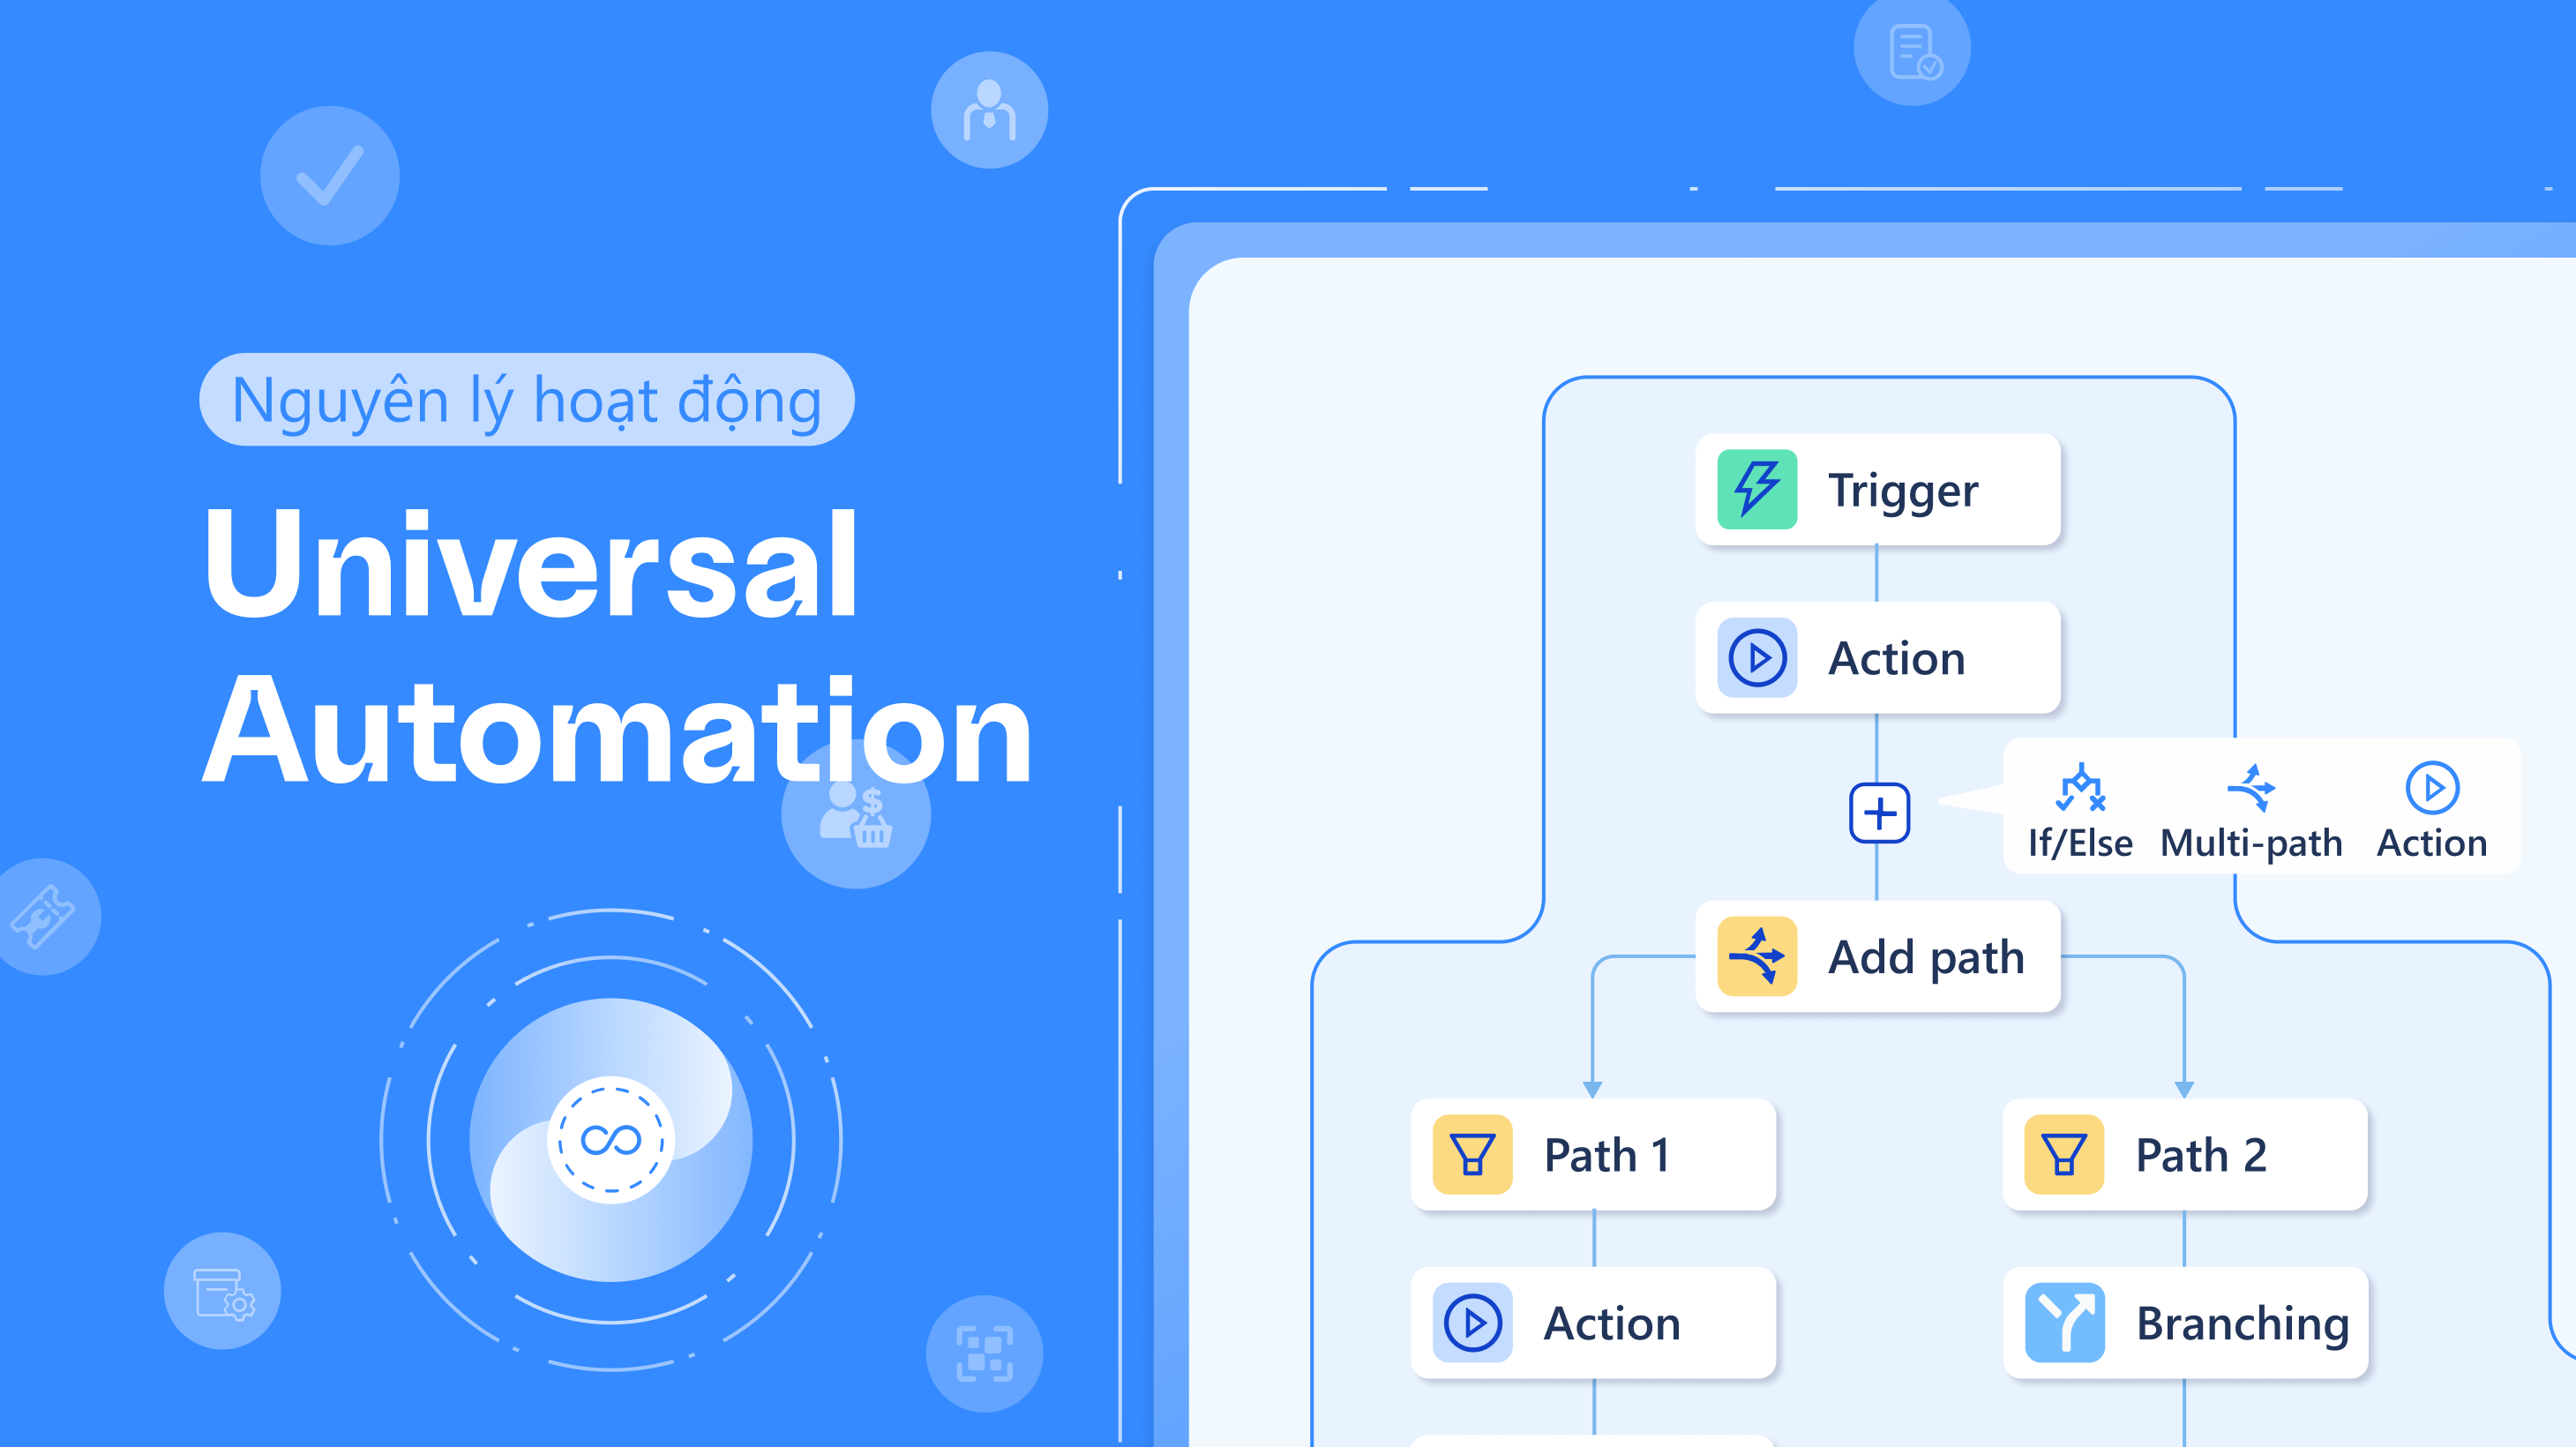 Nguyên lý hoạt động
Universal
Automation
Trigger
Action
If/Else
Multi-path
Action
Add path
Path 1
Path 2
Action
Branching